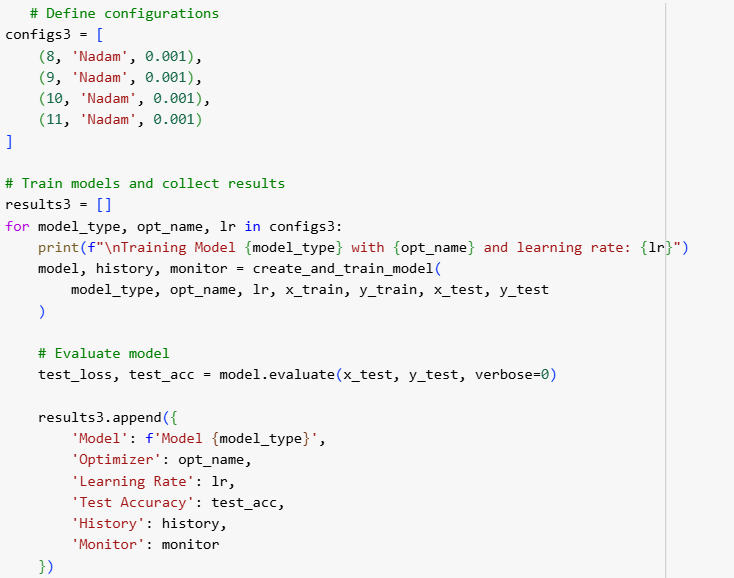 # Define configurations
configs3 = [
    (8, 'Nadam', 0.001),
    (9, 'Nadam', 0.001),
    (10, 'Nadam', 0.001),
    (11, 'Nadam', 0.001)
]

# Train models and collect results
results3 = []
for model_type, opt_name, lr in configs3:
    print(f"\nTraining Model {model_type} with {opt_name} and learning rate: {lr}")
    model, history, monitor = create_and_train_model(
        model_type, opt_name, lr, x_train, y_train, x_test, y_test
    )

    # Evaluate model
    test_loss, test_acc = model.evaluate(x_test, y_test, verbose=0)

    results3.append({
        'Model': f'Model {model_type}',
        'Optimizer': opt_name,
        'Learning Rate': lr,
        'Test Accuracy': test_acc,
        'History': history,
        'Monitor': monitor
    })